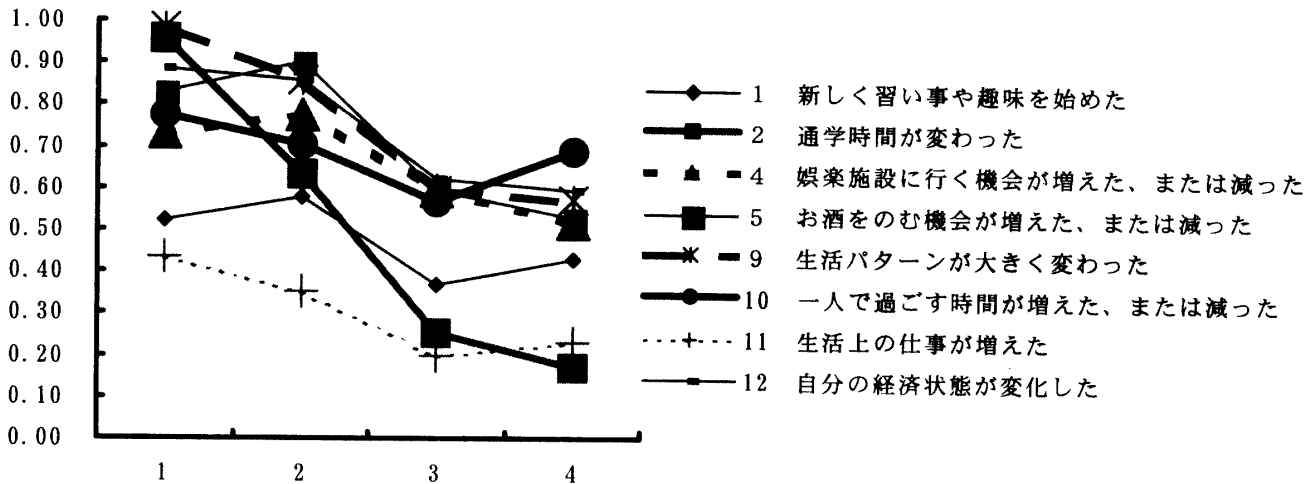 1.00
0.90
0.80
0.70
0.60
0.50
0.40
0.30
0.20
0.10
0.00
1 2 3 4
1 新しく習い事や趣味を始めた
2 通学時間が変わった
4 娯楽施設に行く機会が増えた、または減った
5 お酒をのむ機会が増えた、または減った
9 生活パターンが大きく変わった
10 一人で過ごす時間が増えた、または減った
11 生活上の仕事が増えた
12 自分の経済状態が変化した